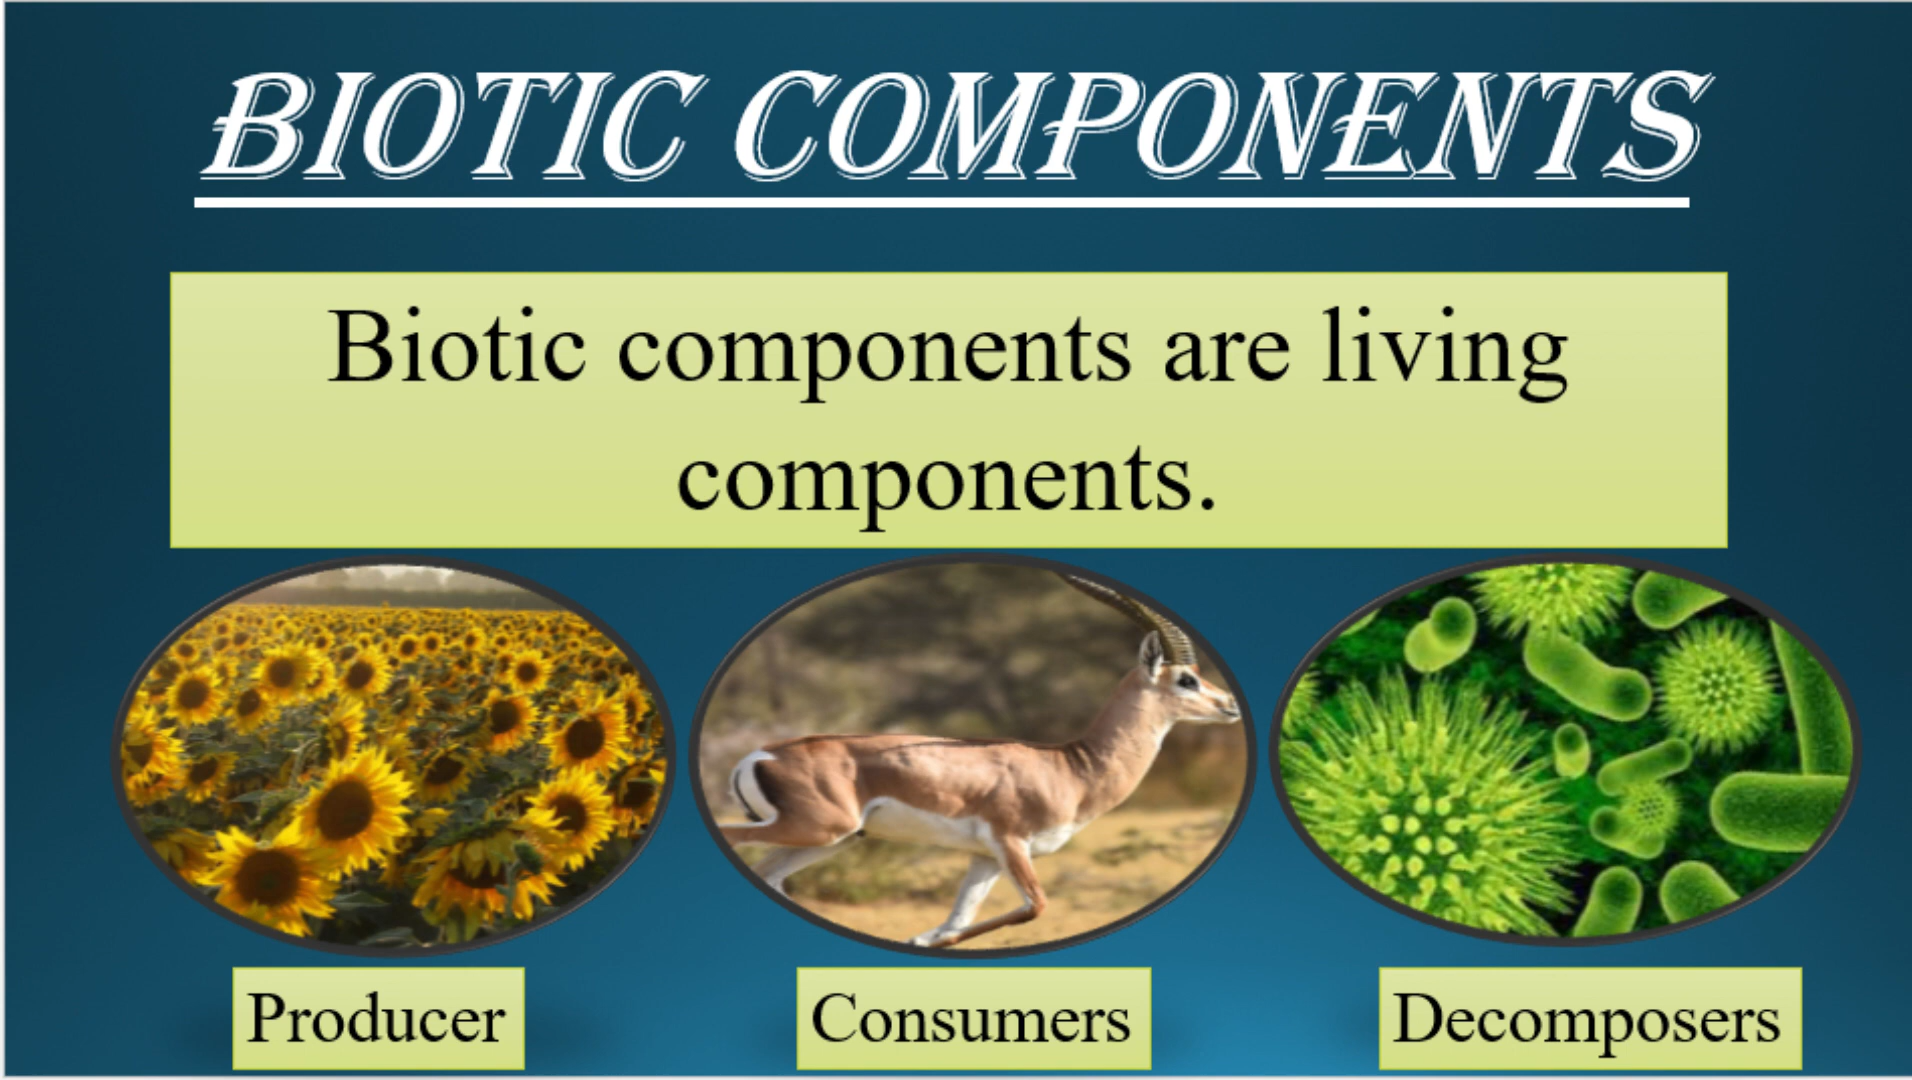 BIOTIC COMPONENTS
Biotic components are living
components.
Producer
Consumers
Decomposers